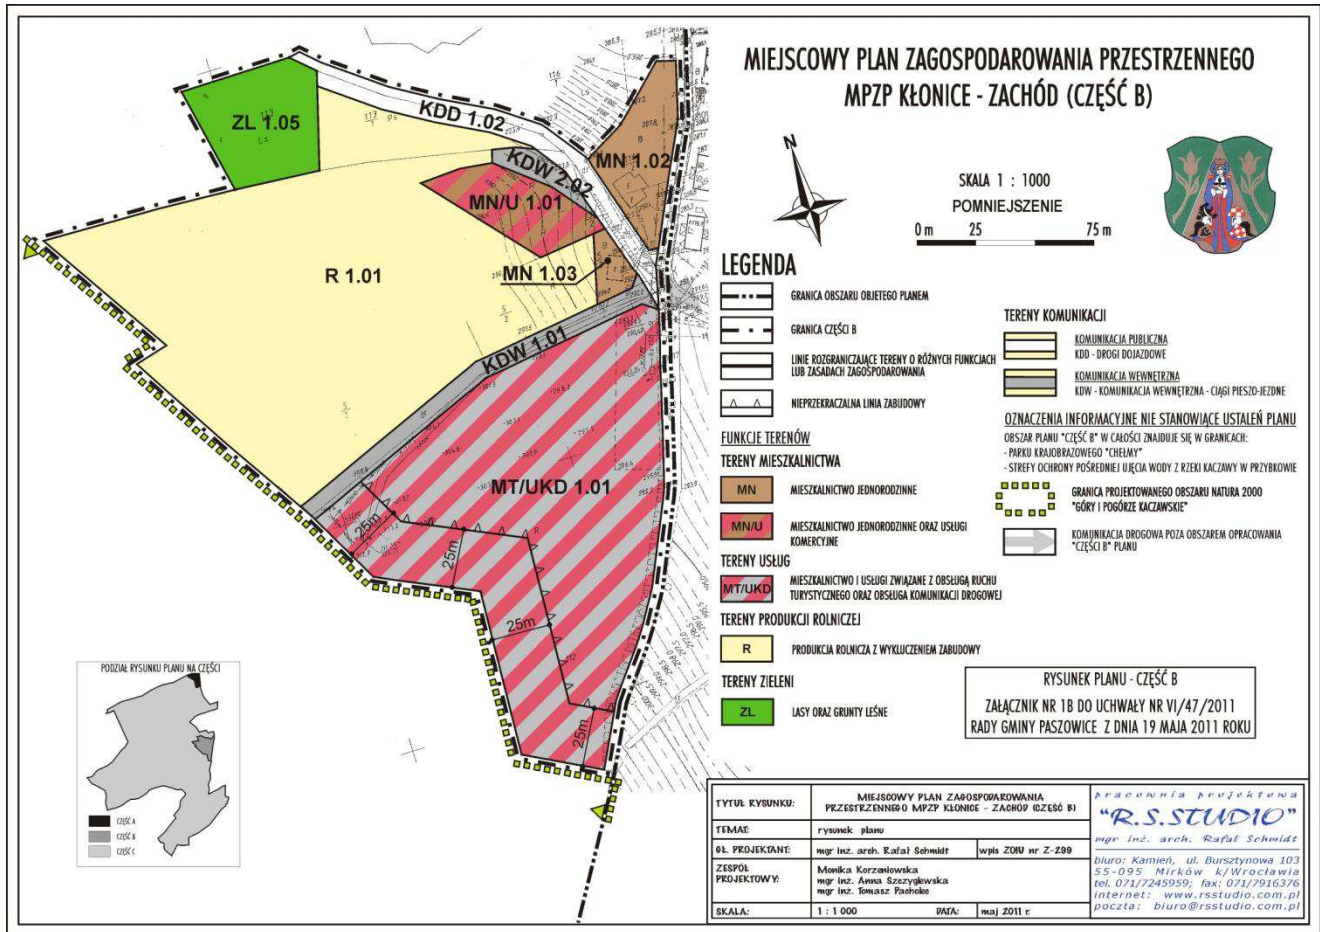 MIEJSCOWY PLAN ZAGOSPODAROWANIA PRZESTRZENNEGO
MPZP KŁONICE - ZACHÓD (CZĘŚĆ B)
N
SKALA 1 : 1000
POMNIEJSZENIE
0 m 25 75 m
ZL 1.05
KDD 1.02
MN 1.02
KDW 2.02
MN/U 1.01
MN 1.03
R 1.01
KDW 1.01
MT/UKD 1.01
25m
25m
25m
25m
LEGENDA
GRANICA OBSZARU OBJETEGO PLANEM
GRANICA CZĘŚCI B
LINIE ROZGRANICZAJĄCE TERENY O RÓŻNYCH FUNKCJACH
LUB ZASADACH ZAGOSPODAROWANIA
NIEPRZEKRACZALNA LINIA ZABUDOWY
FUNKCJE TERENÓW
TERENY MIESZKALNICTWA
MN MIESZKALNICTWO JEDNORODZINNE
MN/U MIESZKALNICTWO JEDNORODZINNE ORAZ USŁUGI
KOMERCYJNE
TERENY USŁUG
MT/UKD MIESZKALNICTWO I USŁUGI ZWIĄZANE Z OBSŁUGĄ RUCHU
TURYSTYCZNEGO ORAZ OBSŁUGA KOMUNIKACJI DROGOWEJ
TERENY PRODUKCJI ROLNICZEJ
R PRODUKCJA ROLNICZA Z WYKLUCZENIEM ZABUDOWY
TERENY ZIELENI
ZL LASY ORAZ GRUNTY LEŚNE
TERENY KOMUNIKACJI
KOMUNIKACJA PUBLICZNA
KDD - DROGI DOJAZDOWE
KOMUNIKACJA WEWNĘTRZNA
KDW - KOMUNIKACJA WEWNĘTRZNA - CIĄGI PIESZO-JEZDNE
OZNACZENIA INFORMACYJNE NIE STANOWIĄCE USTALEŃ PLANU
OBSZAR PLANU "CZĘŚĆ B" W CAŁOŚCI ZNAJDUJE SIĘ W GRANICACH:
- PARKU KRAJOBRAZOWEGO "CHEŁMY"
- STREFY OCHRONY POŚREDNIEJ UJĘCIA WODY Z RZEKI KACZAWY W PRZYBKOWIE
GRANICA PROJEKTOWANEGO OBSZARU NATURA 2000
"GÓRY I POGÓRZE KACZAWSKIE"
KOMUNIKACJA DROGOWA POZA OBSZAREM OPRACOWANIA
"CZĘŚCI B" PLANU
RYSUNEK PLANU - CZĘŚĆ B
ZAŁĄCZNIK NR 1B DO UCHWAŁY NR VI/47/2011
RADY GMINY PASZOWICE Z DNIA 19 MAJA 2011 ROKU
PODZIAŁ RYSUNKU PLANU NA CZĘŚCI
CZĘŚĆ A
CZĘŚĆ B
CZĘŚĆ C
TYTUŁ RYSUNKU: MIEJSCOWY PLAN ZAGOSPODAROWANIA
PRZESTRZENNEGO MPZP KŁONICE - ZACHÓD (CZĘŚĆ B)
TEMAT: rysunek planu
GŁ. PROJEKTANT: mgr inż. arch. Rafał Schmidt wpis ZOIU nr Z-299
ZESPÓŁ PROJEKTOWY: Monika Korzeniowska
mgr inż. Anna Szczyglewska
mgr inż. Tomasz Pacholec
SKALA: 1 : 1 000 DATA: maj 2011 r.
pracownia projektowa
"R.S.STUDIO"
mgr inż. arch. Rafał Schmidt
biuro: Kamień, ul. Bursztynowa 103
55-095 Mirków k/Wrocławia
tel. 071/7245959; fax: 071/7916376
internet: www.rsstudio.com.pl
poczta: biuro@rsstudio.com.pl